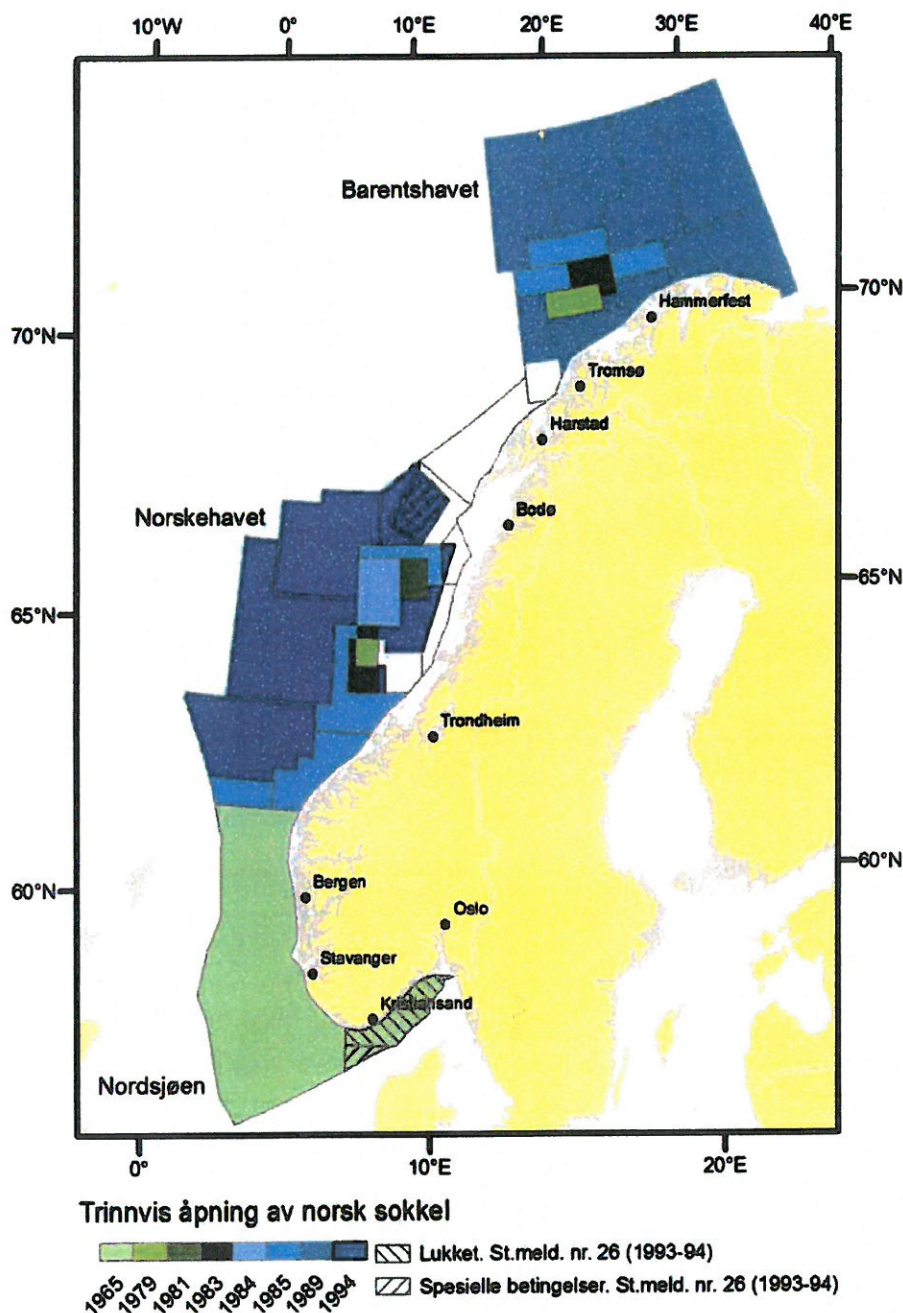 10°W 0° 10°E 20°E 30°E 40°E
Barentshavet
70°N
Hammerfest
70°N
Tromsø
Harstad
Norskehavet
Bodø
65°N
65°N
Trondheim
60°N
60°N
Bergen
Oslo
Stavanger
Kristiansand
Nordsjøen
0° 10°E 20°E
Trinnvis åpning av norsk sokkel
Lukket. St.meld. nr. 26 (1993-94)
1965 1979 1981 1983 1984 1985 1989 1994
Spesielle betingelser. St.meld. nr. 26 (1993-94)